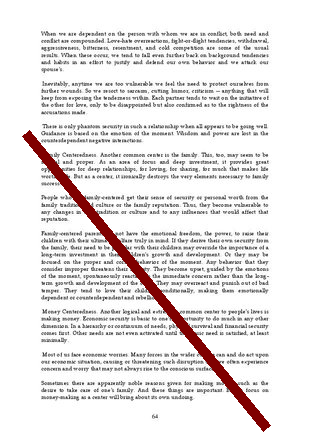 When we are dependent on the person with whom we are in conflict, both need and
conflict are compounded. Love-hate overreactions, fight-or-flight tendencies, withdrawal,
aggressiveness, bitterness, resentment, and cold competition are some of the usual
results. When these occur, we tend to fall even further back on background tendencies
and habits in an effort to justify and defend our own behavior and we attack our
spouse's.
Inevitably, anytime we are too vulnerable we feel the need to protect ourselves from
further wounds. So we resort to sarcasm, cutting humor, criticism -- anything that will
keep from exposing the tenderness within. Each partner tends to wait on the initiative of
the other for love, only to be disappointed but also confirmed as to the rightness of the
accusations made.
There is only phantom security in such a relationship when all appears to be going well.
Guidance is based on the emotion of the moment. Wisdom and power are lost in the
counterdependent negative interactions.
Family Centeredness. Another common center is the family. This, too, may seem to be
and proper. As an area of focus and deep investment, it provides great
opportunities for deep relationships, for loving, for sharing, for much that makes life
But as a center, it ironically destroys the very elements necessary to family
success.
People who family-centered get their sense of security or personal worth from the
family tradition culture or the family reputation. Thus, they become vulnerable to
any changes in tradition or culture and to any influences that would affect that
reputation.
Family-centered parents not have the emotional freedom, the power, to raise their
children with their ultimate welfare truly in mind. If they derive their own security from
the family, their need to be with their children may override the importance of a
long-term investment in their children's growth and development. Or they may be
focused on the proper and correct behavior of the moment. Any behavior that they
consider improper threatens their security. They become upset, guided by the emotions
of the moment, spontaneously reacting the immediate concern rather than the long-
term growth and development of the They may overreact and punish out of bad
temper. They tend to love their children conditionally, making them emotionally
dependent or counterdependent and rebellious.
Money Centeredness. Another logical and extremely common center to people's lives is
making money. Economic security is basic to one's opportunity to do much in any other
dimension. In a hierarchy or continuum of needs, physical survival and financial security
comes first. Other needs are not even activated until basic need is satisfied, at least
minimally.
Most of us face economic worries. Many forces in the wider can and do act upon
our economic situation, causing or threatening such disruption often experience
concern and worry that may not always rise to the conscious
Sometimes there are apparently noble reasons given for making money, such as the
desire to take care of one's family. And these things are important. focus on
money-making as a center will bring about its own undoing.
64